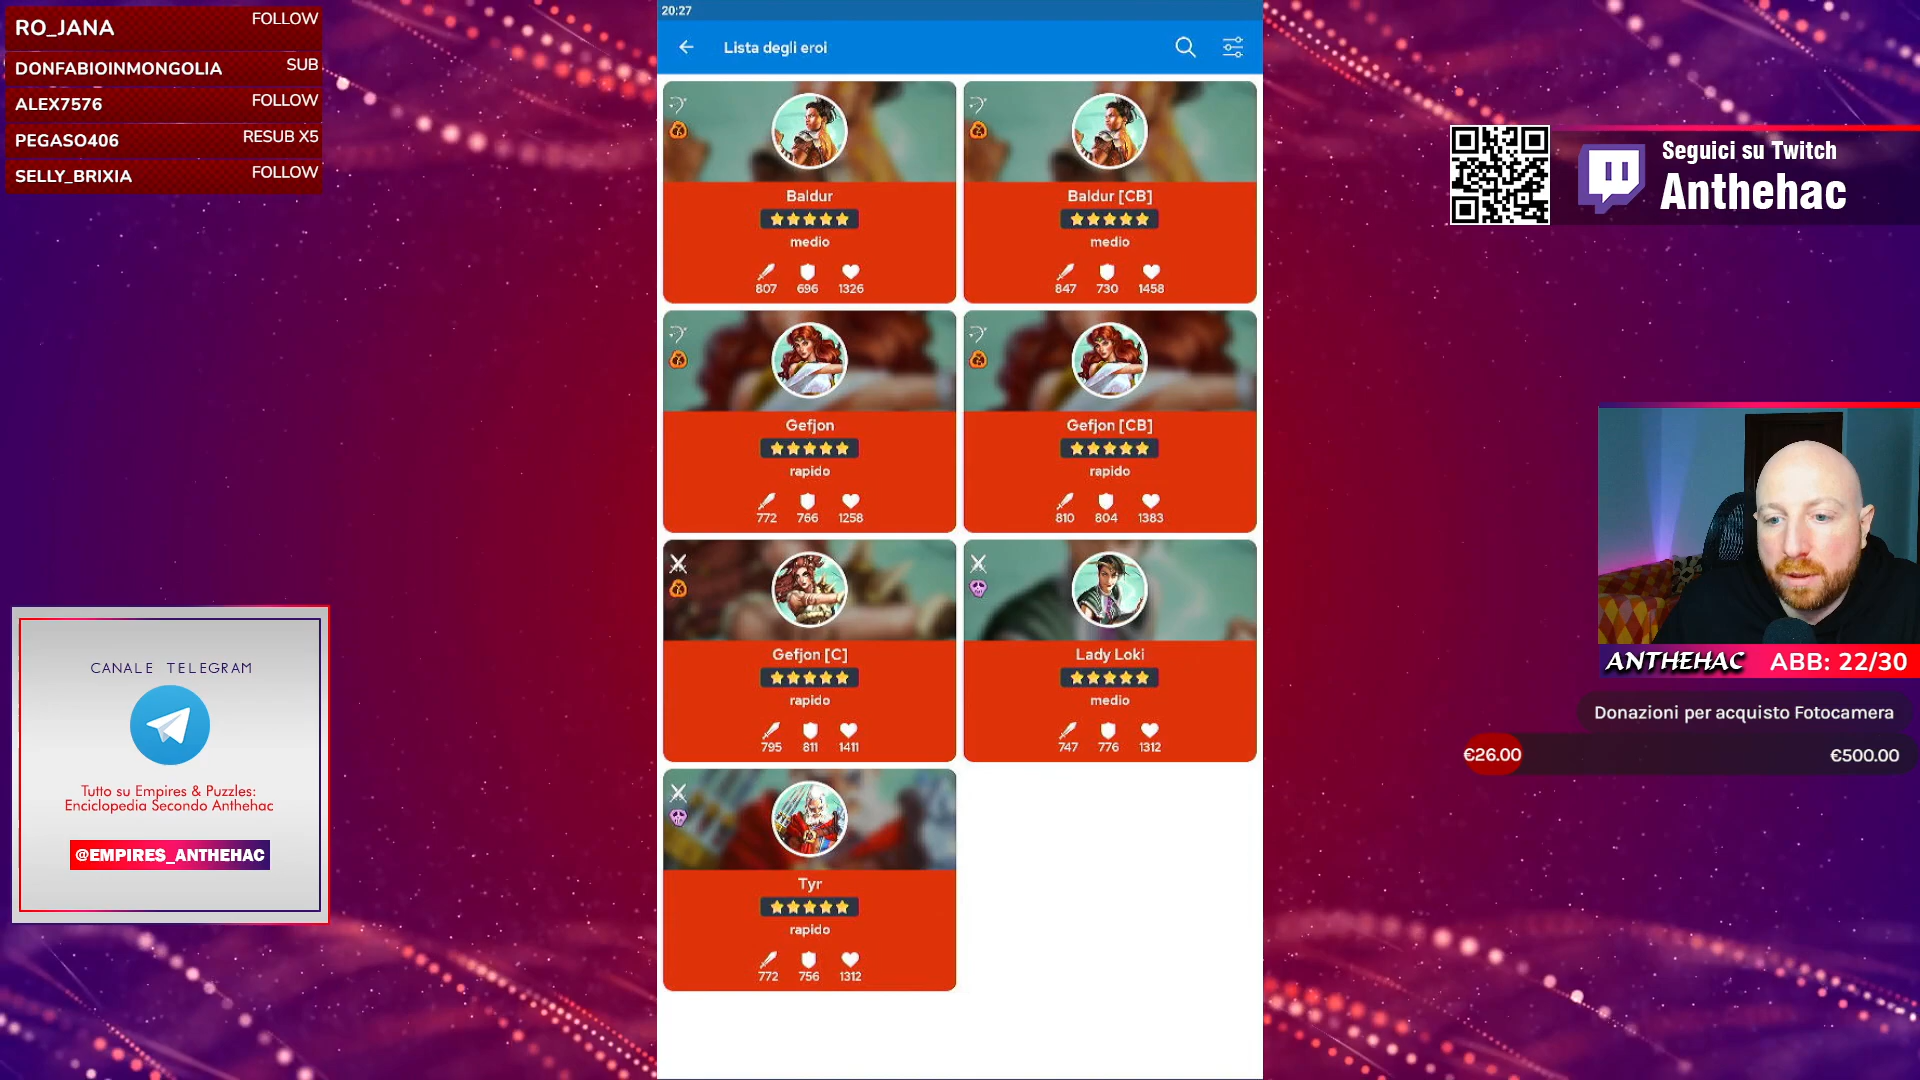 RO_JANA FOLLOW
DONFABIOINMONGOLIA SUB
ALEX7576 FOLLOW
PEGASO406 RESUB X5
SELLY_BRIXIA FOLLOW
CANALE TELEGRAM
Tutto su Empires & Puzzles:
Enciclopedia Secondo Anthehac
@EMPIRES_ANTHEHAC
20:27
Lista degli eroi
Baldur
medio
807 696 1326
Baldur [CB]
medio
847 730 1458
Gefjon
rapido
772 766 1258
Gefjon [CB]
rapido
810 804 1383
Gefjon [C]
rapido
795 811 1411
Lady Loki
medio
747 776 1312
Tyr
rapido
772 756 1312
Seguici su Twitch
Anthehac
ANTHEHAC ABB: 22/30
Donazioni per acquisto Fotocamera
€26.00 €500.00